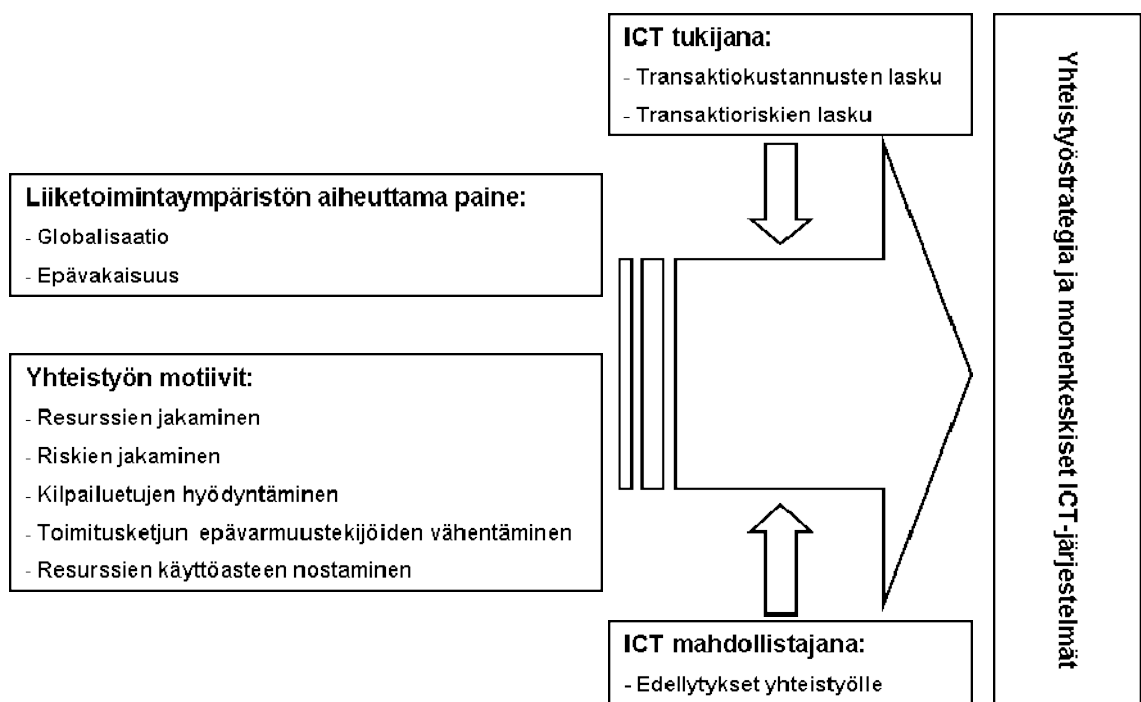 ICT tukijana:
- Transaktiokustannusten lasku
- Transaktioriskien lasku
Liiketoimintaympäristön aiheuttama paine:
- Globalisaatio
- Epävakaisuus
Yhteistyön motiivit:
- Resurssien jakaminen
- Riskien jakaminen
- Kilpailuetujen hyödyntäminen
- Toimitusketjun epävarmuustekijöiden vähentäminen
- Resurssien käyttöasteen nostaminen
ICT mahdollistajana:
- Edellytykset yhteistyölle
Yhteistyöstrategia ja monenkeskiset ICT-järjestelmät